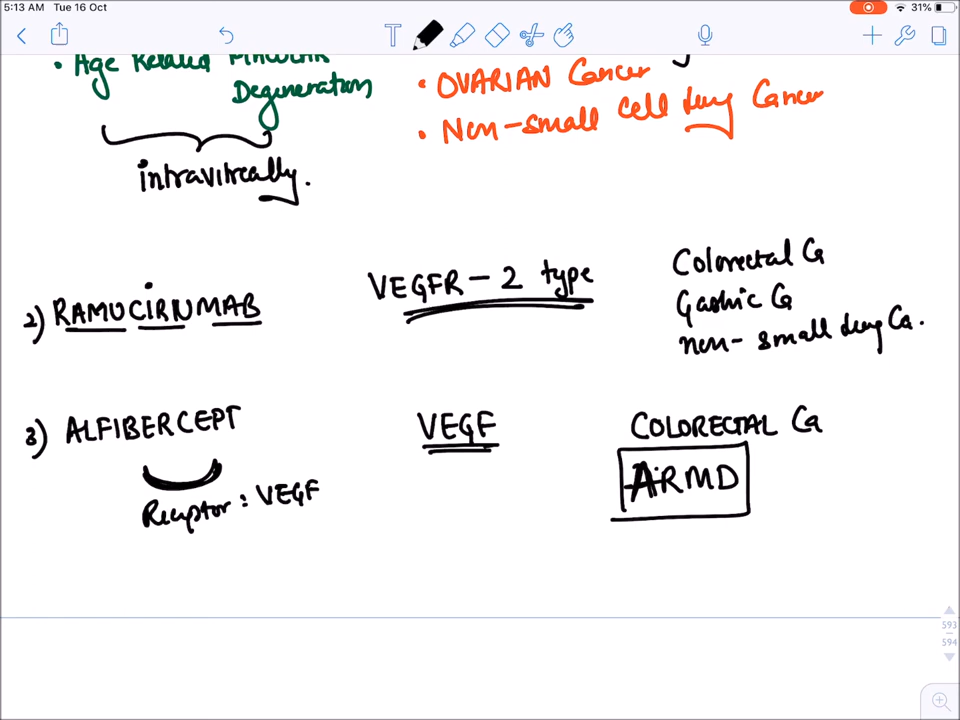 5:13 AM Tue 16 Oct
31%
T
• Age Related Macular
Degeneration
intravitreally.
• OVARIAN Cancer
• Non-small cell lung Cancer
2) RAMUCIRUMAB
VEGFR - 2 type
Colorectal Ca
Gastric Ca
non- small lung Ca.
3) ALFIBERCEPT
VEGF
COLORECTAL Ca
ARMD
Receptor : VEGF
593
594